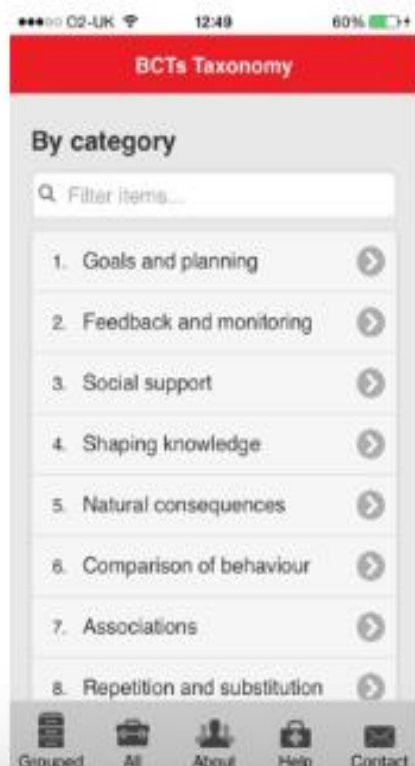 O2-UK 12:49 60%
BCTs Taxonomy
By category
Filter items...
1. Goals and planning
2. Feedback and monitoring
3. Social support
4. Shaping knowledge
5. Natural consequences
6. Comparison of behaviour
7. Associations
8. Repetition and substitution
Grouped All About Help Contact